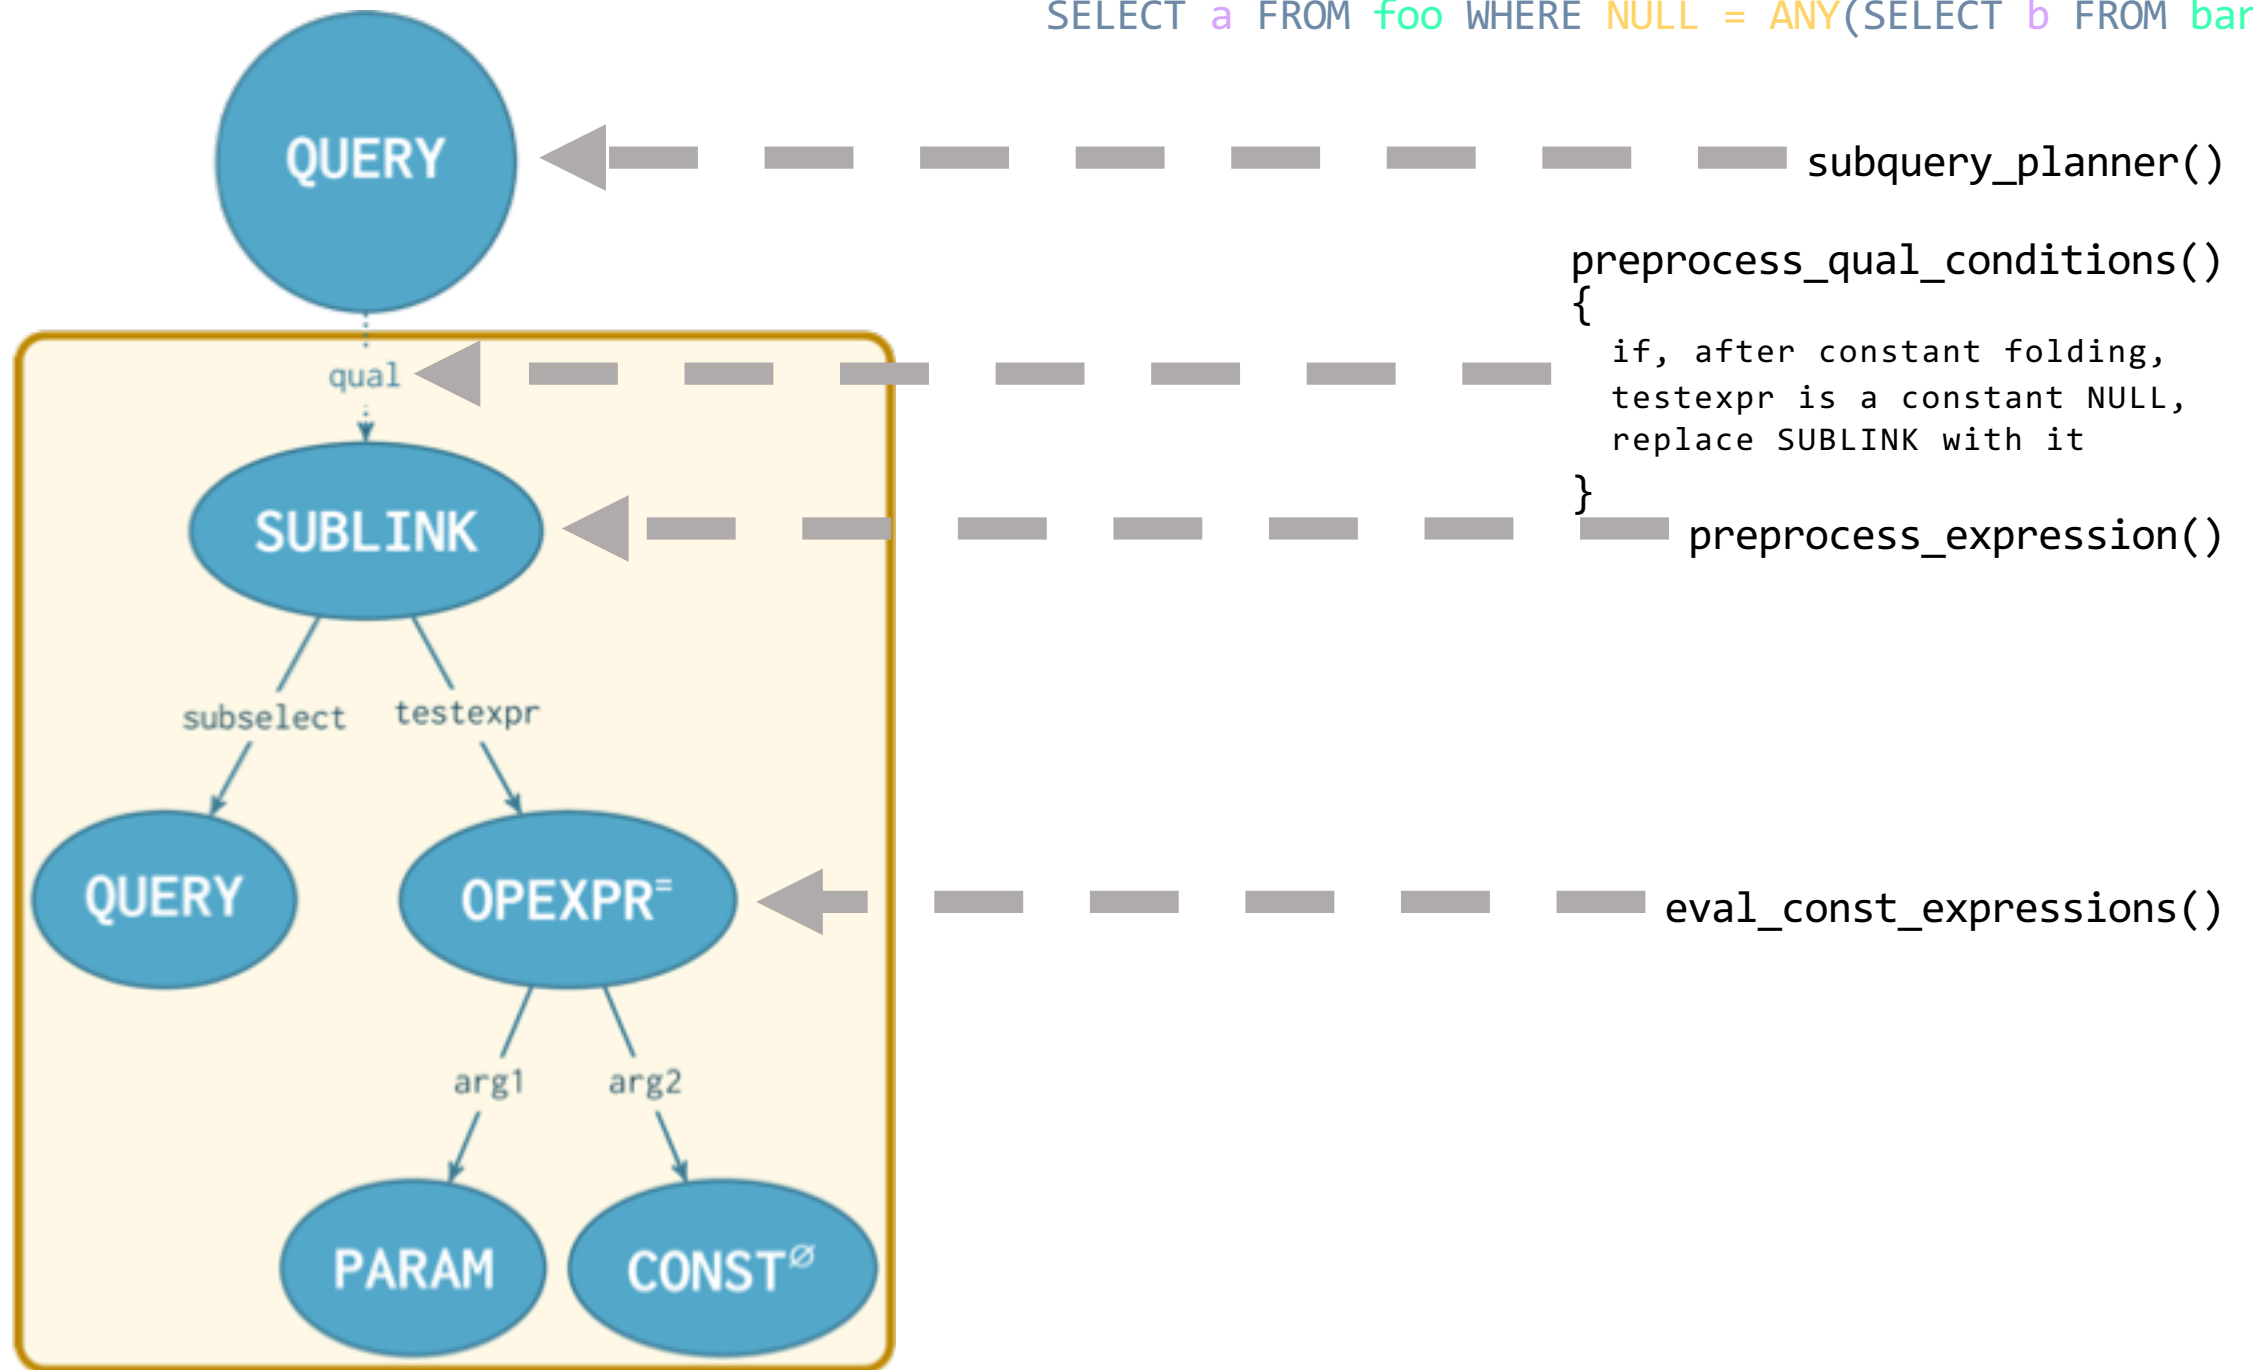 SELECT a FROM foo WHERE NULL = ANY(SELECT b FROM bar
QUERY
subquery_planner()
preprocess_qual_conditions()
{
if, after constant folding,
testexpr is a constant NULL,
replace SUBLINK with it
}
qual
SUBLINK
preprocess_expression()
subselect
testexpr
QUERY
OPEXPR=
eval_const_expressions()
arg1
arg2
PARAM
CONST∅